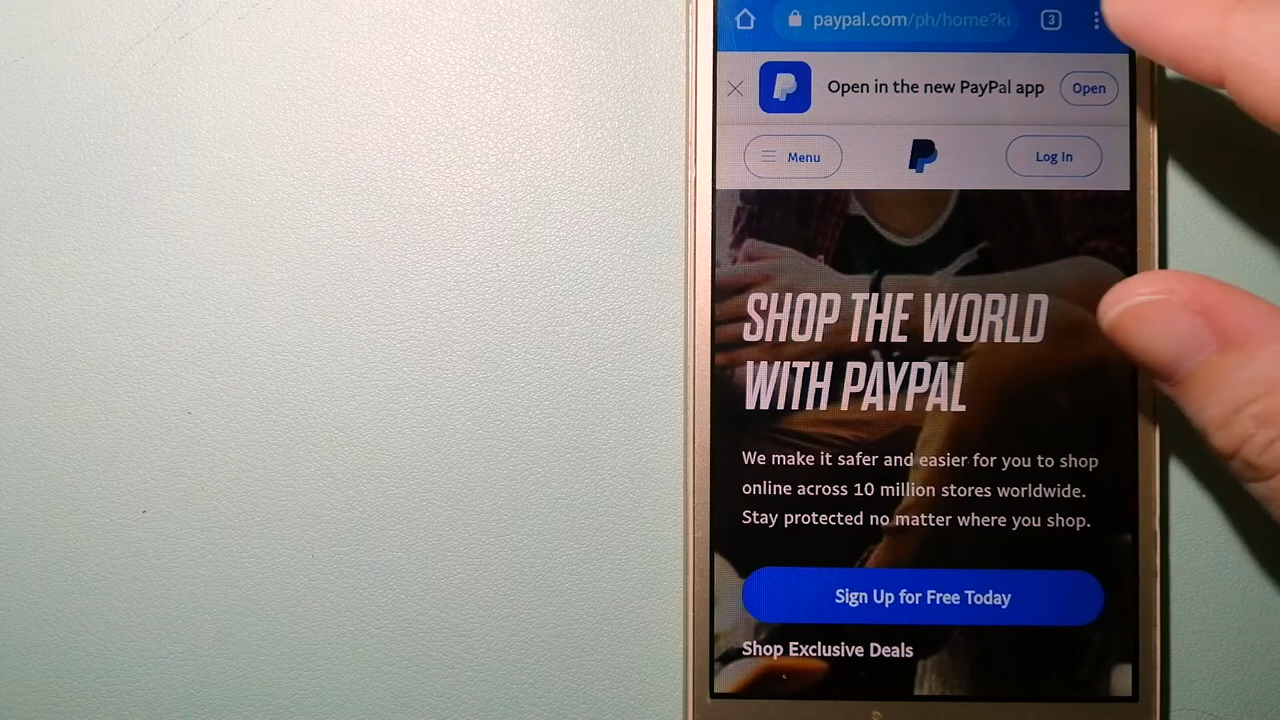 paypal.com/ph/home?ki
3
Open in the new PayPal app
Open
Menu
Log In
SHOP THE WORLD
WITH PAYPAL
We make it safer and easier for you to shop
online across 10 million stores worldwide.
Stay protected no matter where you shop.
Sign Up for Free Today
Shop Exclusive Deals